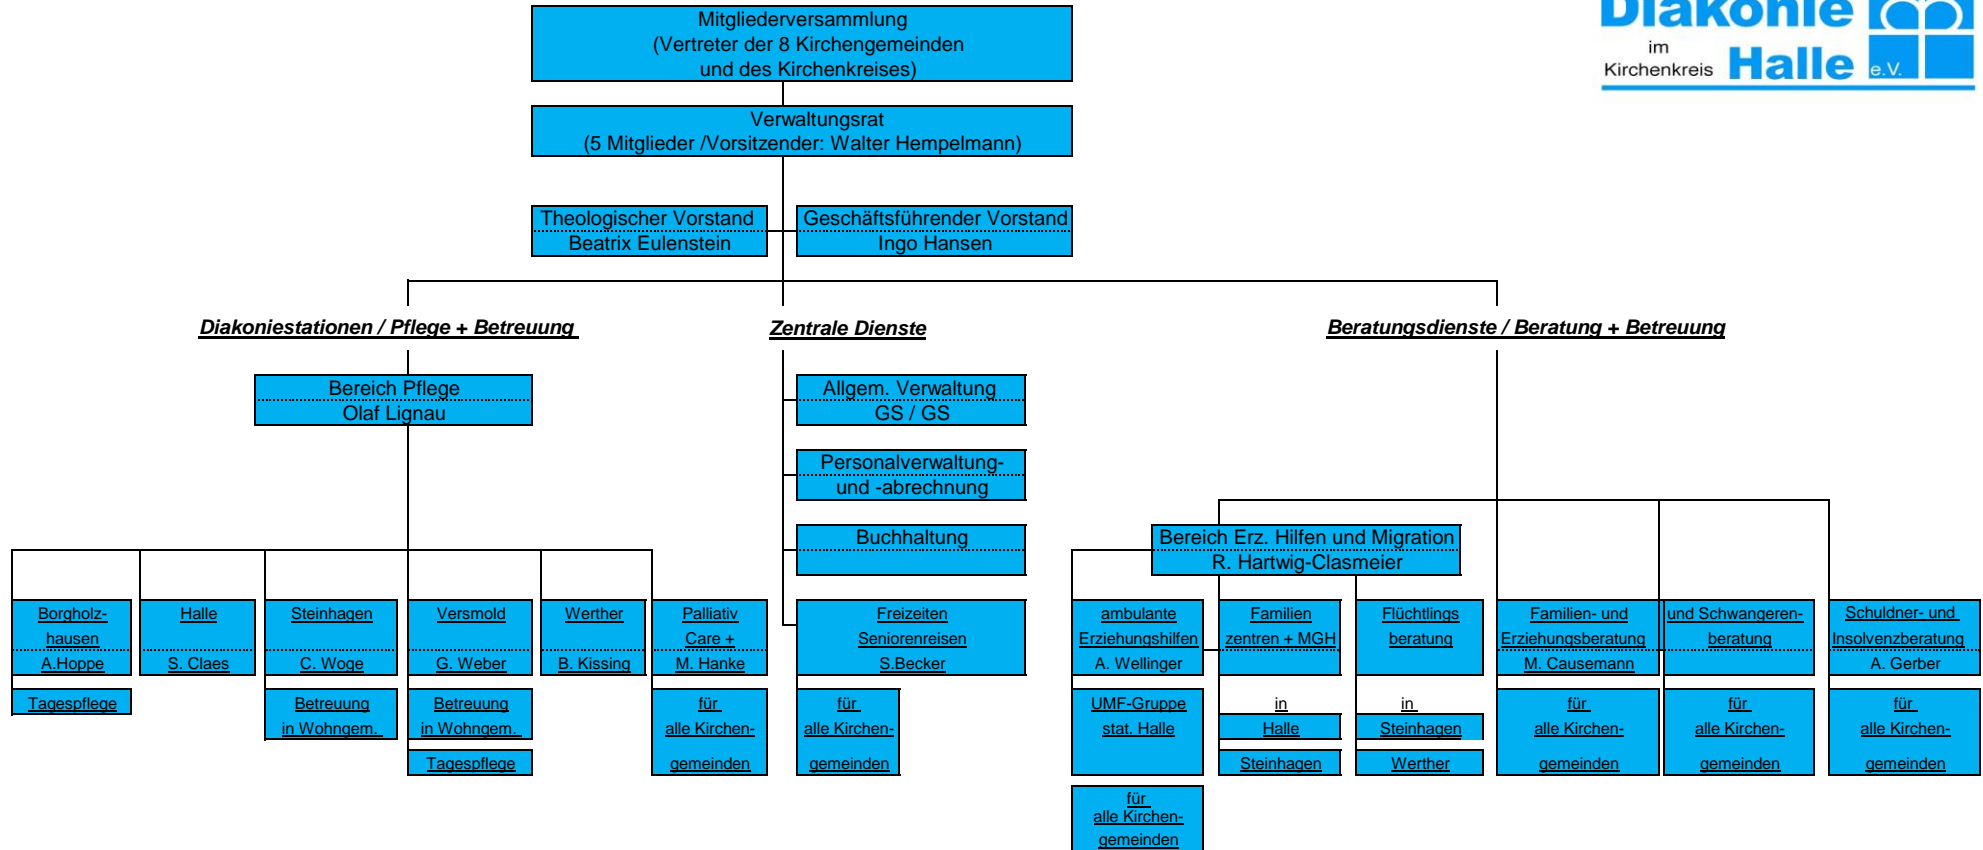 Diakonie
im
Kirchenkreis Halle e.V.
Mitgliederversammlung
(Vertreter der 8 Kirchengemeinden
und des Kirchenkreises)
Verwaltungsrat
(5 Mitglieder /Vorsitzender: Walter Hempelmann)
Theologischer Vorstand
Beatrix Eulenstein
Geschäftsführender Vorstand
Ingo Hansen
Diakoniestationen / Pflege + Betreuung
Zentrale Dienste
Beratungsdienste / Beratung + Betreuung
Bereich Pflege
Olaf Lignau
Allgem. Verwaltung
GS / GS
Personalverwaltung-
und -abrechnung
Buchhaltung
Bereich Erz. Hilfen und Migration
R. Hartwig-Clasmeier
Borgholz-
hausen
A.Hoppe
Tagespflege
Halle
S. Claes
Steinhagen
C. Woge
Betreuung
in Wohngem.
Versmold
G. Weber
Betreuung
in Wohngem.
Tagespflege
Werther
B. Kissing
Palliativ
Care +
M. Hanke
für
alle Kirchen-
gemeinden
Freizeiten
Seniorenreisen
S.Becker
für
alle Kirchen-
gemeinden
ambulante
Erziehungshilfen
A. Wellinger
UMF-Gruppe
stat. Halle
für
alle Kirchen-
gemeinden
Familien
zentren + MGH
in
Halle
Steinhagen
Flüchtlings
beratung
in
Steinhagen
Werther
Familien- und
Erziehungsberatung
M. Causemann
für
alle Kirchen-
gemeinden
und Schwangeren-
beratung
für
alle Kirchen-
gemeinden
Schuldner- und
Insolvenzberatung
A. Gerber
für
alle Kirchen-
gemeinden